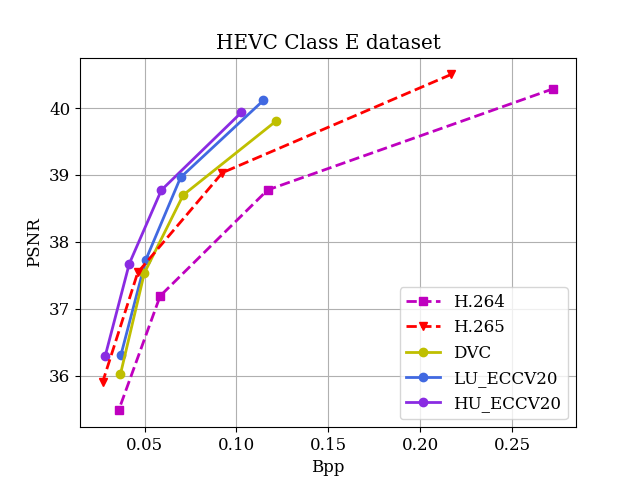 HEVC Class E dataset
40
39
38
37
36
PSNR
0.05 0.10 0.15 0.20 0.25
Bpp
H.264
H.265
DVC
LU_ECCV20
HU_ECCV20